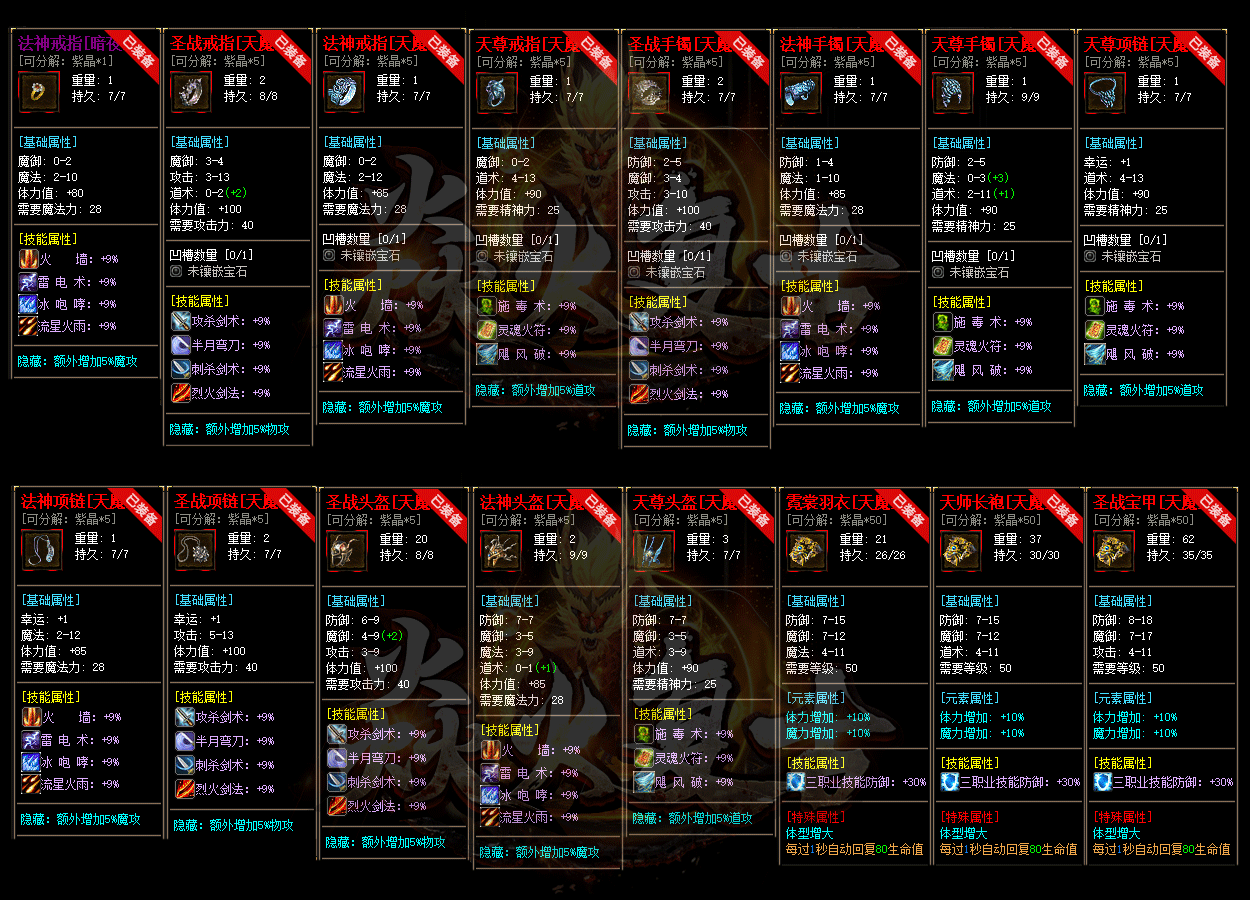 法神戒指[暗夜
已装备
[可分解: 紫晶*1]
重量: 1
持久: 7/7
[基础属性]
魔御: 0-2
魔法: 2-10
体力值: +80
需要魔法力: 28
[技能属性]
火 墙: +9%
雷 电 术: +9%
冰 咆 哮: +9%
流星火雨: +9%
隐藏: 额外增加5%魔攻
圣战戒指[天魔
已装备
[可分解: 紫晶*5]
重量: 2
持久: 8/8
[基础属性]
魔御: 3-4
攻击: 3-13
道术: 0-2(+2)
体力值: +100
需要攻击力: 40
凹槽数量 [0/1]
未镶嵌宝石
[技能属性]
攻杀剑术: +9%
半月弯刀: +9%
刺杀剑术: +9%
烈火剑法: +9%
隐藏: 额外增加5%物攻
法神戒指[天魔
已装备
[可分解: 紫晶*5]
重量: 1
持久: 7/7
[基础属性]
魔御: 0-2
魔法: 2-12
体力值: +85
需要魔法力: 28
凹槽数量 [0/1]
未镶嵌宝石
[技能属性]
火 墙: +9%
雷 电 术: +9%
冰 咆 哮: +9%
流星火雨: +9%
隐藏: 额外增加5%魔攻
天尊戒指[天魔
已装备
[可分解: 紫晶*5]
重量: 1
持久: 7/7
[基础属性]
魔御: 0-2
道术: 4-13
体力值: +90
需要精神力: 25
凹槽数量 [0/1]
未镶嵌宝石
[技能属性]
施 毒 术: +9%
灵魂火符: +9%
飓 风 破: +9%
隐藏: 额外增加5%道攻
圣战手镯[天魔
已装备
[可分解: 紫晶*5]
重量: 2
持久: 7/7
[基础属性]
防御: 2-5
魔御: 3-4
攻击: 3-10
体力值: +100
需要攻击力: 40
凹槽数量 [0/1]
未镶嵌宝石
[技能属性]
攻杀剑术: +9%
半月弯刀: +9%
刺杀剑术: +9%
烈火剑法: +9%
隐藏: 额外增加5%物攻
法神手镯[天魔
已装备
[可分解: 紫晶*5]
重量: 1
持久: 7/7
[基础属性]
防御: 1-4
魔法: 1-10
体力值: +85
需要魔法力: 28
凹槽数量 [0/1]
未镶嵌宝石
[技能属性]
火 墙: +9%
雷 电 术: +9%
冰 咆 哮: +9%
流星火雨: +9%
隐藏: 额外增加5%魔攻
天尊手镯[天魔
已装备
[可分解: 紫晶*5]
重量: 1
持久: 9/9
[基础属性]
防御: 2-5
魔法: 0-3(+3)
道术: 2-11(+1)
体力值: +90
需要精神力: 25
凹槽数量 [0/1]
未镶嵌宝石
[技能属性]
施 毒 术: +9%
灵魂火符: +9%
飓 风 破: +9%
隐藏: 额外增加5%道攻
天尊项链[天魔
已装备
[可分解: 紫晶*5]
重量: 1
持久: 7/7
[基础属性]
幸运: +1
道术: 4-13
体力值: +90
需要精神力: 25
凹槽数量 [0/1]
未镶嵌宝石
[技能属性]
施 毒 术: +9%
灵魂火符: +9%
飓 风 破: +9%
隐藏: 额外增加5%道攻
法神项链[天魔
已装备
[可分解: 紫晶*5]
重量: 1
持久: 7/7
[基础属性]
幸运: +1
魔法: 2-12
体力值: +85
需要魔法力: 28
[技能属性]
火 墙: +9%
雷 电 术: +9%
冰 咆 哮: +9%
流星火雨: +9%
隐藏: 额外增加5%魔攻
圣战项链[天魔
已装备
[可分解: 紫晶*5]
重量: 2
持久: 7/7
[基础属性]
幸运: +1
攻击: 5-13
体力值: +100
需要攻击力: 40
[技能属性]
攻杀剑术: +9%
半月弯刀: +9%
刺杀剑术: +9%
烈火剑法: +9%
隐藏: 额外增加5%物攻
圣战头盔[天魔
已装备
[可分解: 紫晶*5]
重量: 20
持久: 8/8
[基础属性]
防御: 6-9
魔御: 4-9(+2)
攻击: 3-9
体力值: +100
需要攻击力: 40
[技能属性]
攻杀剑术: +9%
半月弯刀: +9%
刺杀剑术: +9%
烈火剑法: +9%
隐藏: 额外增加5%物攻
法神头盔[天魔
已装备
[可分解: 紫晶*5]
重量: 2
持久: 9/9
[基础属性]
防御: 7-7
魔御: 3-5
魔法: 3-9
道术: 0-1(+1)
体力值: +85
需要魔法力: 28
[技能属性]
火 墙: +9%
雷 电 术: +9%
冰 咆 哮: +9%
流星火雨: +9%
隐藏: 额外增加5%魔攻
天尊头盔[天魔
已装备
[可分解: 紫晶*5]
重量: 3
持久: 7/7
[基础属性]
防御: 7-7
魔御: 3-5
道术: 3-9
体力值: +90
需要精神力: 25
[技能属性]
施 毒 术: +9%
灵魂火符: +9%
飓 风 破: +9%
隐藏: 额外增加5%道攻
霓裳羽衣[天魔
已装备
[可分解: 紫晶*50]
重量: 21
持久: 26/26
[基础属性]
防御: 7-15
魔御: 7-12
魔法: 4-11
需要等级: 50
[元素属性]
体力增加: +10%
魔力增加: +10%
[技能属性]
三职业技能防御: +30%
[特殊属性]
体型增大
每过1秒自动回复80生命值
天师长袍[天魔
已装备
[可分解: 紫晶*50]
重量: 37
持久: 30/30
[基础属性]
防御: 7-15
魔御: 7-12
道术: 4-11
需要等级: 50
[元素属性]
体力增加: +10%
魔力增加: +10%
[技能属性]
三职业技能防御: +30%
[特殊属性]
体型增大
每过1秒自动回复80生命值
圣战宝甲[天魔
已装备
[可分解: 紫晶*50]
重量: 62
持久: 35/35
[基础属性]
防御: 8-18
魔御: 7-17
攻击: 4-11
需要等级: 50
[元素属性]
体力增加: +10%
魔力增加: +10%
[技能属性]
三职业技能防御: +30%
[特殊属性]
体型增大
每过1秒自动回复80生命值